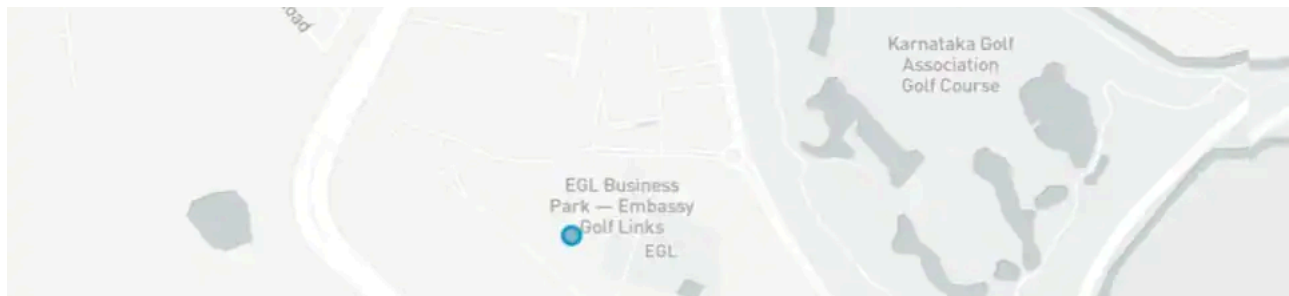 oad
Karnataka Golf
Association
Golf Course
EGL Business
Park — Embassy
Golf Links
EGL